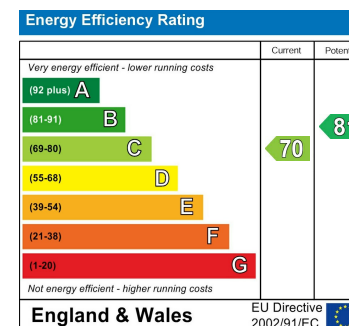 Energy Efficiency Rating
Current
Very energy efficient - lower running costs
(92 plus) A
(81-91) B
(69-80) C
70
(55-68) D
(39-54) E
(21-38) F
(1-20) G
Not energy efficient - higher running costs
England & Wales
EU Directive
2002/91/EC